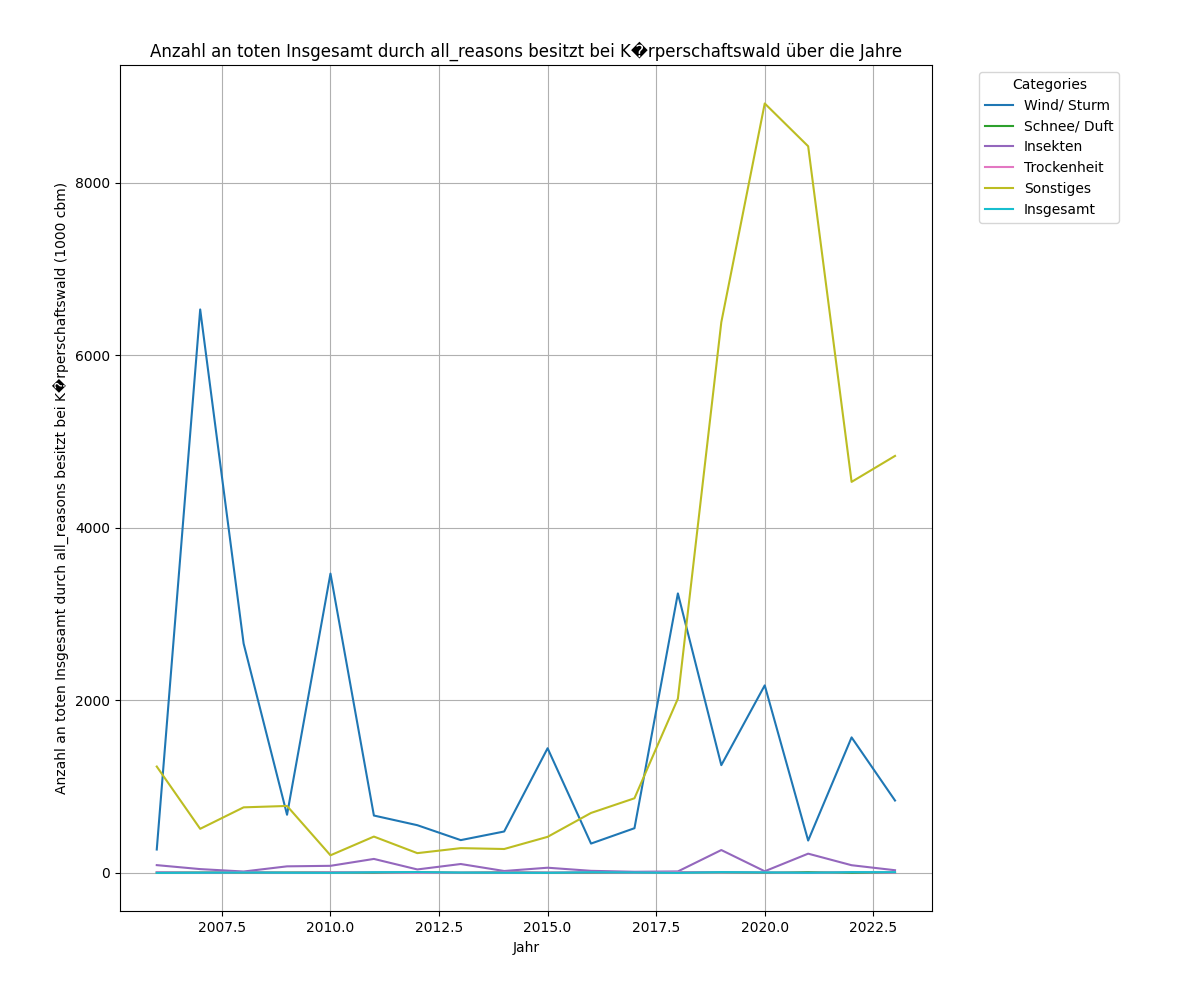 Anzahl an toten Insgesamt durch all_reasons besitzt bei K�rperschaftswald über die Jahre
Categories
Wind/ Sturm
Schnee/ Duft
Insekten
Trockenheit
Sonstiges
Insgesamt
Anzahl an toten Insgesamt durch all_reasons besitzt bei K�rperschaftswald (1000 cbm)
8000
6000
4000
2000
0
2007.5
2010.0
2012.5
2015.0
2017.5
2020.0
2022.5
Jahr